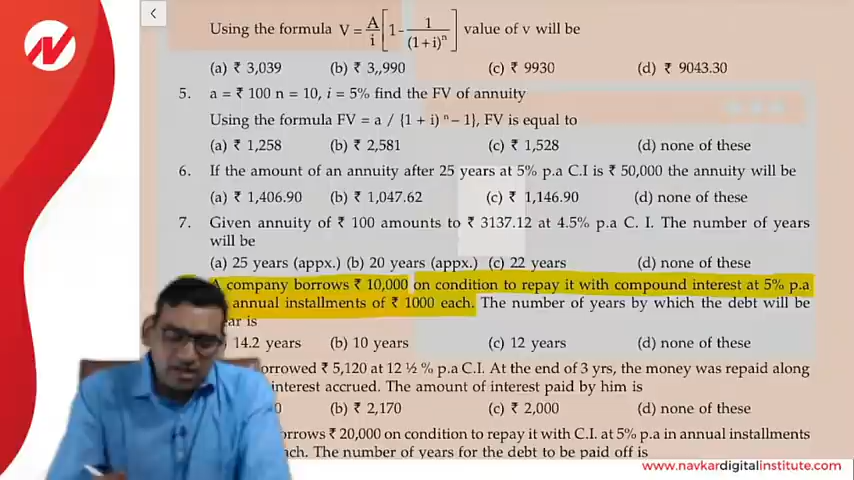 Using the formula V = A/i [1 - 1/(1+i)^n] value of v will be
(a) ₹ 3,039 (b) ₹ 3,,990 (c) ₹ 9930 (d) ₹ 9043.30
5. a = ₹ 100 n = 10, i = 5% find the FV of annuity
Using the formula FV = a / {1 + i) ^n – 1}, FV is equal to
(a) ₹ 1,258 (b) ₹ 2,581 (c) ₹ 1,528 (d) none of these
6. If the amount of an annuity after 25 years at 5% p.a C.I is ₹ 50,000 the annuity will be
(a) ₹ 1,406.90 (b) ₹ 1,047.62 (c) ₹ 1,146.90 (d) none of these
7. Given annuity of ₹ 100 amounts to ₹ 3137.12 at 4.5% p.a C. I. The number of years
will be
(a) 25 years (appx.) (b) 20 years (appx.) (c) 22 years (d) none of these
A company borrows ₹ 10,000 on condition to repay it with compound interest at 5% p.a
annual installments of ₹ 1000 each. The number of years by which the debt will be
ear is
14.2 years (b) 10 years (c) 12 years (d) none of these
orrowed ₹ 5,120 at 12 ½ % p.a C.I. At the end of 3 yrs, the money was repaid along
interest accrued. The amount of interest paid by him is
0 (b) ₹ 2,170 (c) ₹ 2,000 (d) none of these
orrows ₹ 20,000 on condition to repay it with C.I. at 5% p.a in annual installments
ach. The number of years for the debt to be paid off is
www.navkardigitalinstitute.com